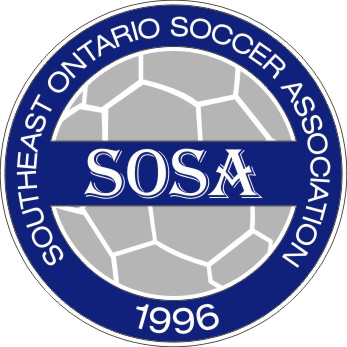 SOUTHEAST ONTARIO SOCCER ASSOCIATION
SOSA
1996